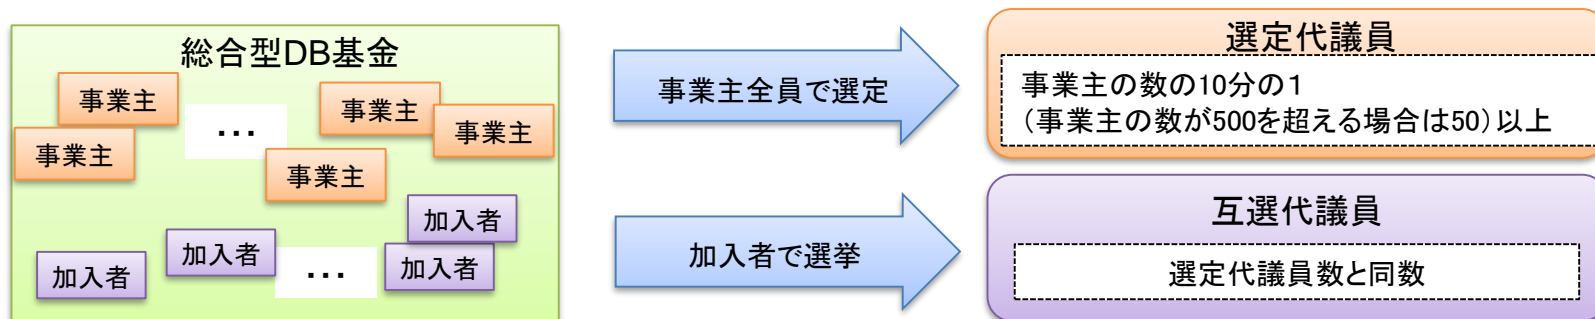 総合型DB基金
事業主
事業主
事業主
事業主
事業主
…
加入者
加入者
加入者
加入者
…
事業主全員で選定
選定代議員
事業主の数の10分の1
（事業主の数が500を超える場合は50）以上
加入者で選挙
互選代議員
選定代議員数と同数